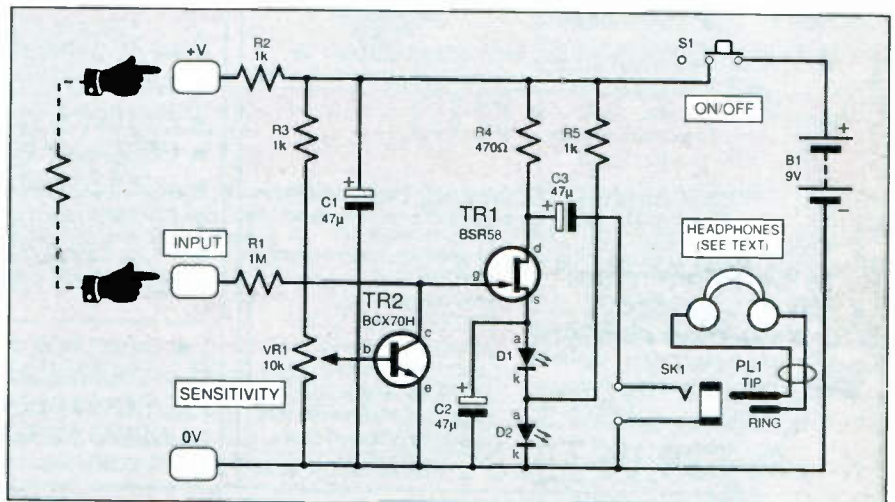 +V
R2
1k
S1
ON/OFF
R3
1k
R4
470Ω
R5
1k
B1
9V
+
−
C1
47µ
+
C3
47µ
+
TR1
BSR58
d
g
s
HEADPHONES
(SEE TEXT)
INPUT
R1
1M
TR2
BCX70H
c
b
e
VR1
10k
SENSITIVITY
C2
47µ
+
a
D1
k
a
D2
k
SK1
PL1
TIP
RING
0V